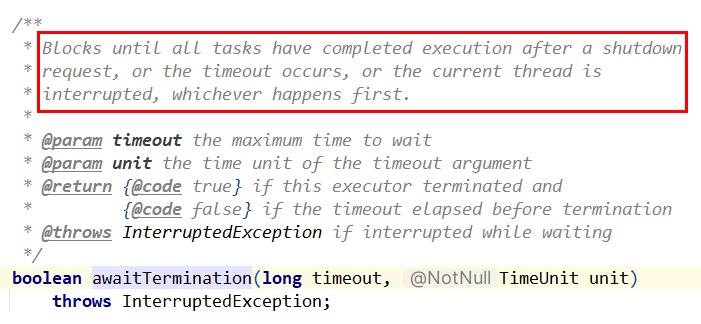 /**
* Blocks until all tasks have completed execution after a shutdown
* request, or the timeout occurs, or the current thread is
* interrupted, whichever happens first.
*
* @param timeout the maximum time to wait
* @param unit the time unit of the timeout argument
* @return {@code true} if this executor terminated and
* {@code false} if the timeout elapsed before termination
* @throws InterruptedException if interrupted while waiting
*/
boolean awaitTermination(long timeout, @NotNull TimeUnit unit)
throws InterruptedException;